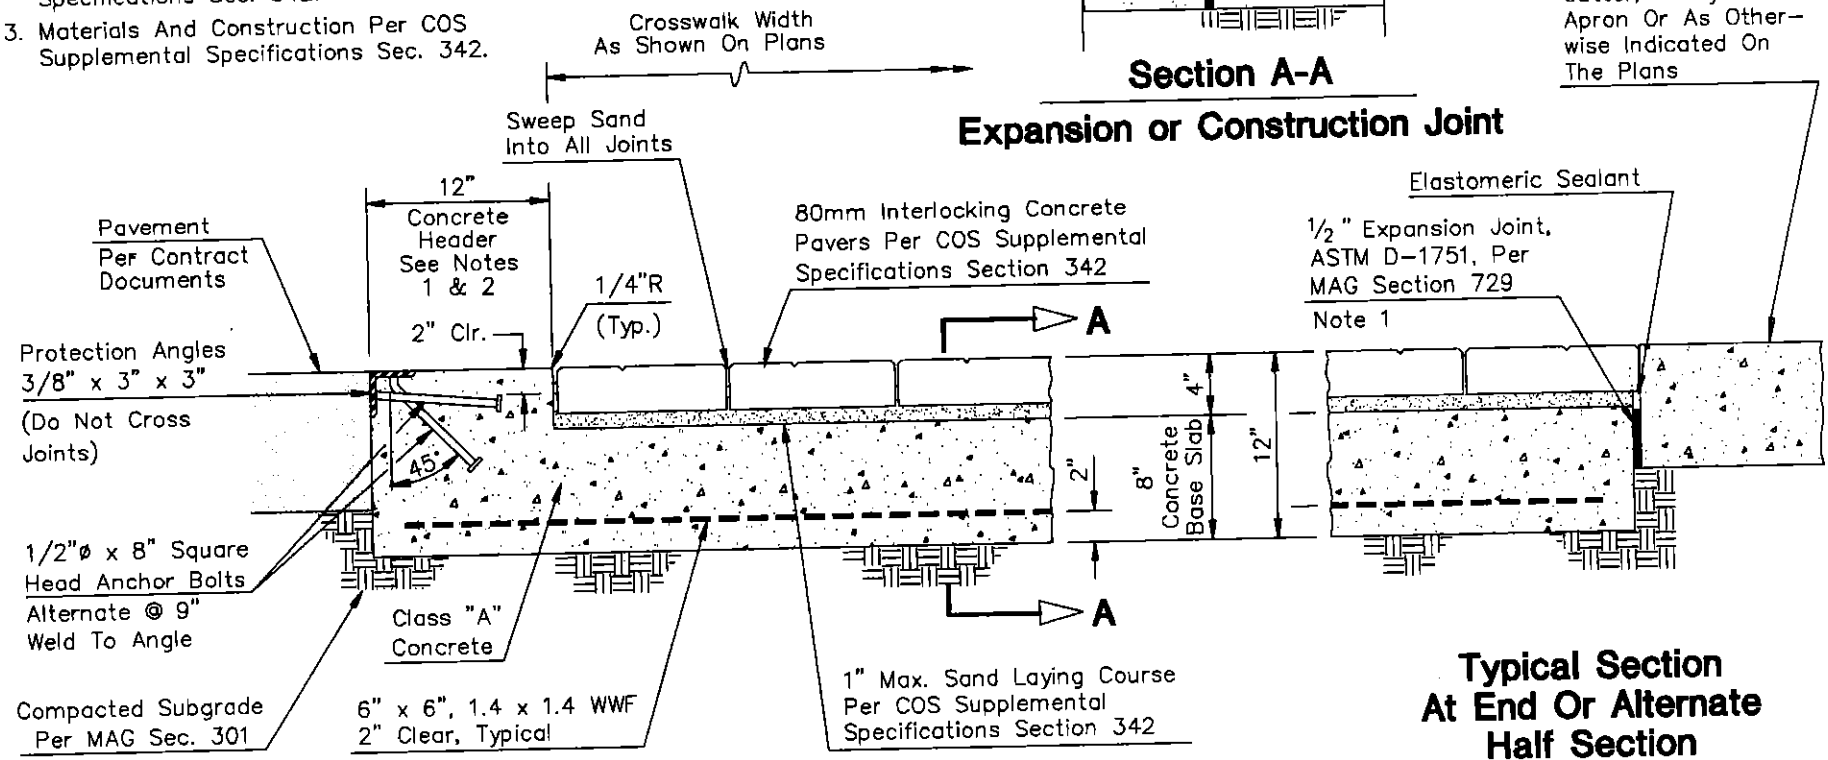 3. Materials And Construction Per COS
Supplemental Specifications Sec. 342.
Crosswalk Width
As Shown On Plans
Section A-A
Expansion or Construction Joint
Apron Or As Other-
wise Indicated On
The Plans
Sweep Sand
Into All Joints
12"
Concrete
Header
See Notes
1 & 2
Pavement
Per Contract
Documents
2" Clr.
1/4"R
(Typ.)
80mm Interlocking Concrete
Pavers Per COS Supplemental
Specifications Section 342
Elastomeric Sealant
1/2" Expansion Joint,
ASTM D-1751, Per
MAG Section 729
Note 1
A
Protection Angles
3/8" x 3" x 3"
(Do Not Cross
Joints)
45°
4"
12"
2"
8"
Concrete
Base Slab
1/2"ø x 8" Square
Head Anchor Bolts
Alternate @ 9"
Weld To Angle
Class "A"
Concrete
A
Compacted Subgrade
Per MAG Sec. 301
6" x 6", 1.4 x 1.4 WWF
2" Clear, Typical
1" Max. Sand Laying Course
Per COS Supplemental
Specifications Section 342
Typical Section
At End Or Alternate
Half Section